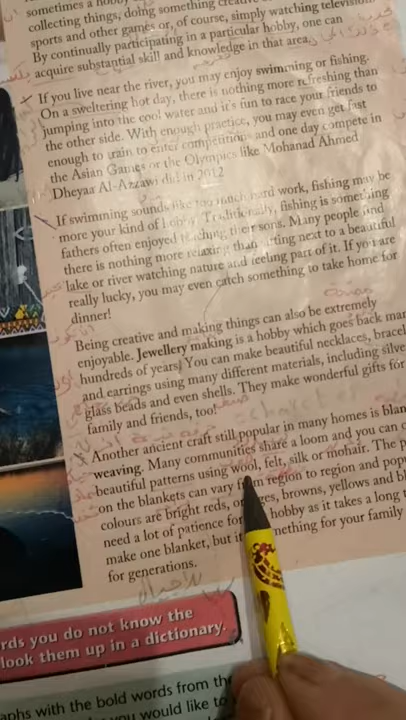 sometimes a hobby
collecting things, doing something creative
sports and other games or, of course, simply watching television
By continually participating in a particular hobby, one can
acquire substantial skill and knowledge in that area.
If you live near the river, you may enjoy swimming or fishing.
On a sweltering hot day, there is nothing more refreshing than
jumping into the cool water and it's fun to race your friends to
the other side. With enough practice, you may even get fast
enough to train to enter competitions and one day compete in
the Asian Games or the Olympics like Mohanad Ahmed
Dheyaa Al-Azzawi did in 2012
If swimming sounds like too much hard work, fishing may be
more your kind of hobby. Traditionally, fishing is something
fathers often enjoyed teaching their sons. Many people find
there is nothing more relaxing than sitting next to a beautiful
lake or river watching nature and feeling part of it. If you are
really lucky, you may even catch something to take home for
dinner!
Being creative and making things can also be extremely
enjoyable. Jewellery making is a hobby which goes back many
hundreds of years. You can make beautiful necklaces, bracel
and earrings using many different materials, including silve
glass beads and even shells. They make wonderful gifts for
family and friends, too!
Another ancient craft still popular in many homes is blan
weaving. Many communities share a loom and you can
beautiful patterns using wool, felt, silk or mohair. The p
on the blankets can vary from region to region and pop
colours are bright reds, oranges, browns, yellows and bl
need a lot of patience for hobby as it takes a long t
make one blanket, but it something for your family
for generations.
للاجيال
rds you do not know the
look them up in a dictionary.
aphs with the bold words from the
you would like to